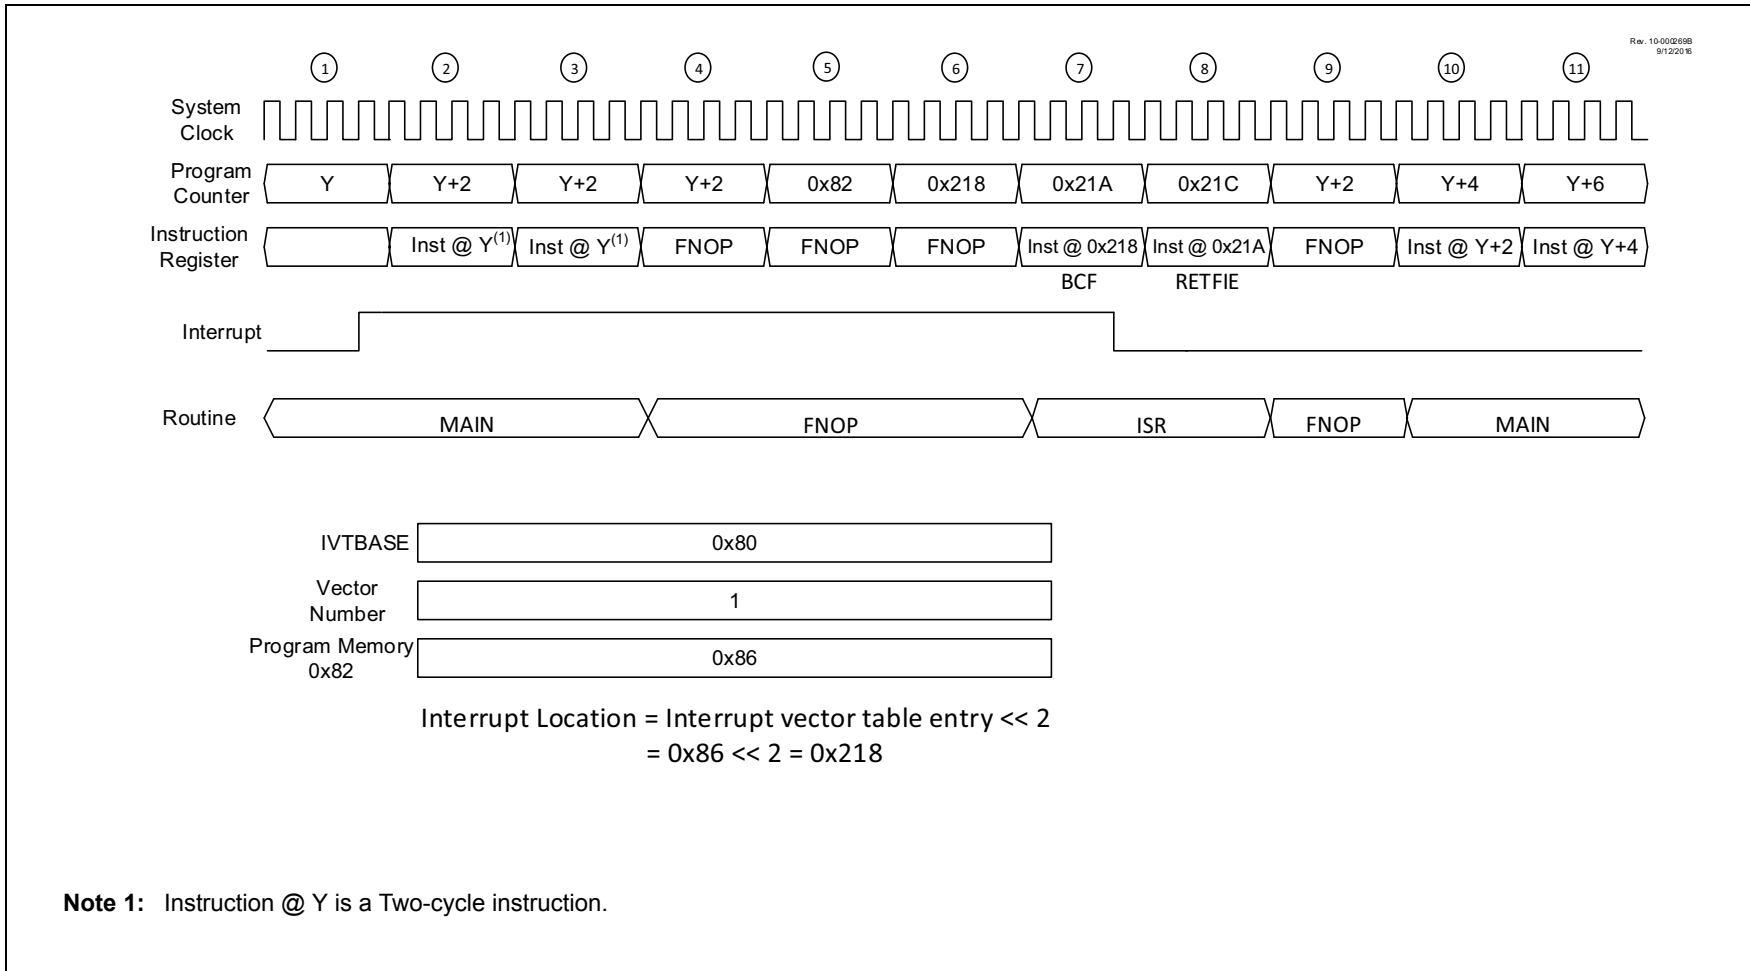 Rev. 10-000269B
9/12/2016
1 2 3 4 5 6 7 8 9 10 11
System
Clock
Program
Counter
Y Y+2 Y+2 Y+2 0x82 0x218 0x21A 0x21C Y+2 Y+4 Y+6
Instruction
Register
Inst @ Y(1) Inst @ Y(1) FNOP FNOP FNOP Inst @ 0x218 Inst @ 0x21A FNOP Inst @ Y+2 Inst @ Y+4
BCF RETFIE
Interrupt
Routine MAIN FNOP ISR FNOP MAIN
IVTBASE 0x80
Vector
Number
1
Program Memory
0x82
0x86
Interrupt Location = Interrupt vector table entry << 2
= 0x86 << 2 = 0x218
Note 1: Instruction @ Y is a Two-cycle instruction.